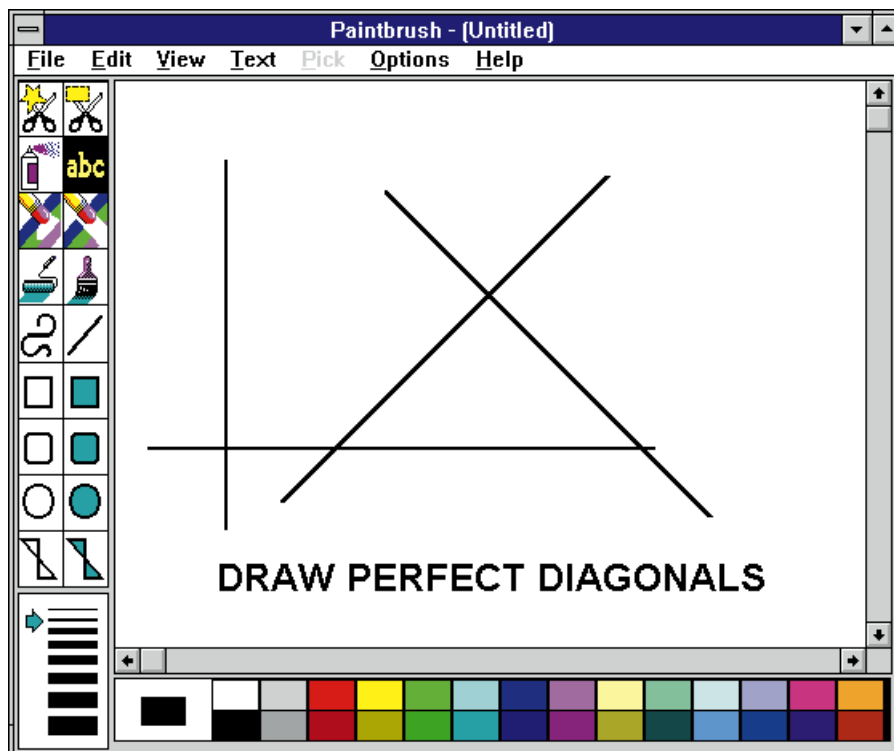 Paintbrush - (Untitled)
File Edit View Text Pick Options Help
abc
DRAW PERFECT DIAGONALS